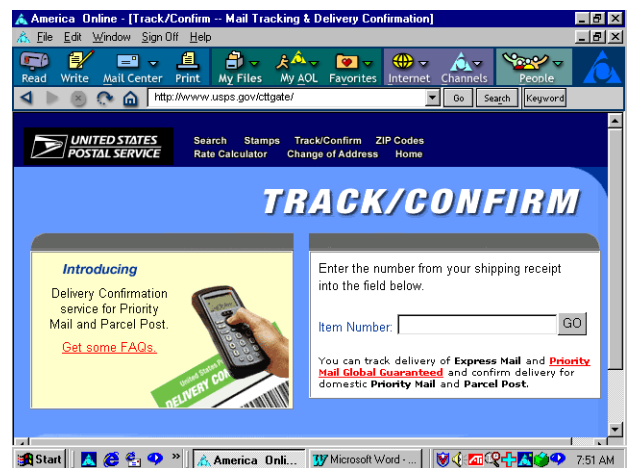 America Online - [Track/Confirm -- Mail Tracking & Delivery Confirmation]
File Edit Window Sign Off Help
Read Write Mail Center Print My Files My AOL Favorites Internet Channels People
http://www.usps.gov/cttgate/ Go Search Keyword
UNITED STATES
POSTAL SERVICE
Search Stamps Track/Confirm ZIP Codes
Rate Calculator Change of Address Home
TRACK/CONFIRM
Introducing
Delivery Confirmation
service for Priority
Mail and Parcel Post.
Get some FAQs.
United States P
DELIVERY CON
Enter the number from your shipping receipt
into the field below.
Item Number: GO
You can track delivery of Express Mail and Priority
Mail Global Guaranteed and confirm delivery for
domestic Priority Mail and Parcel Post.
Start » America Onli... Microsoft Word - ... 7:51 AM